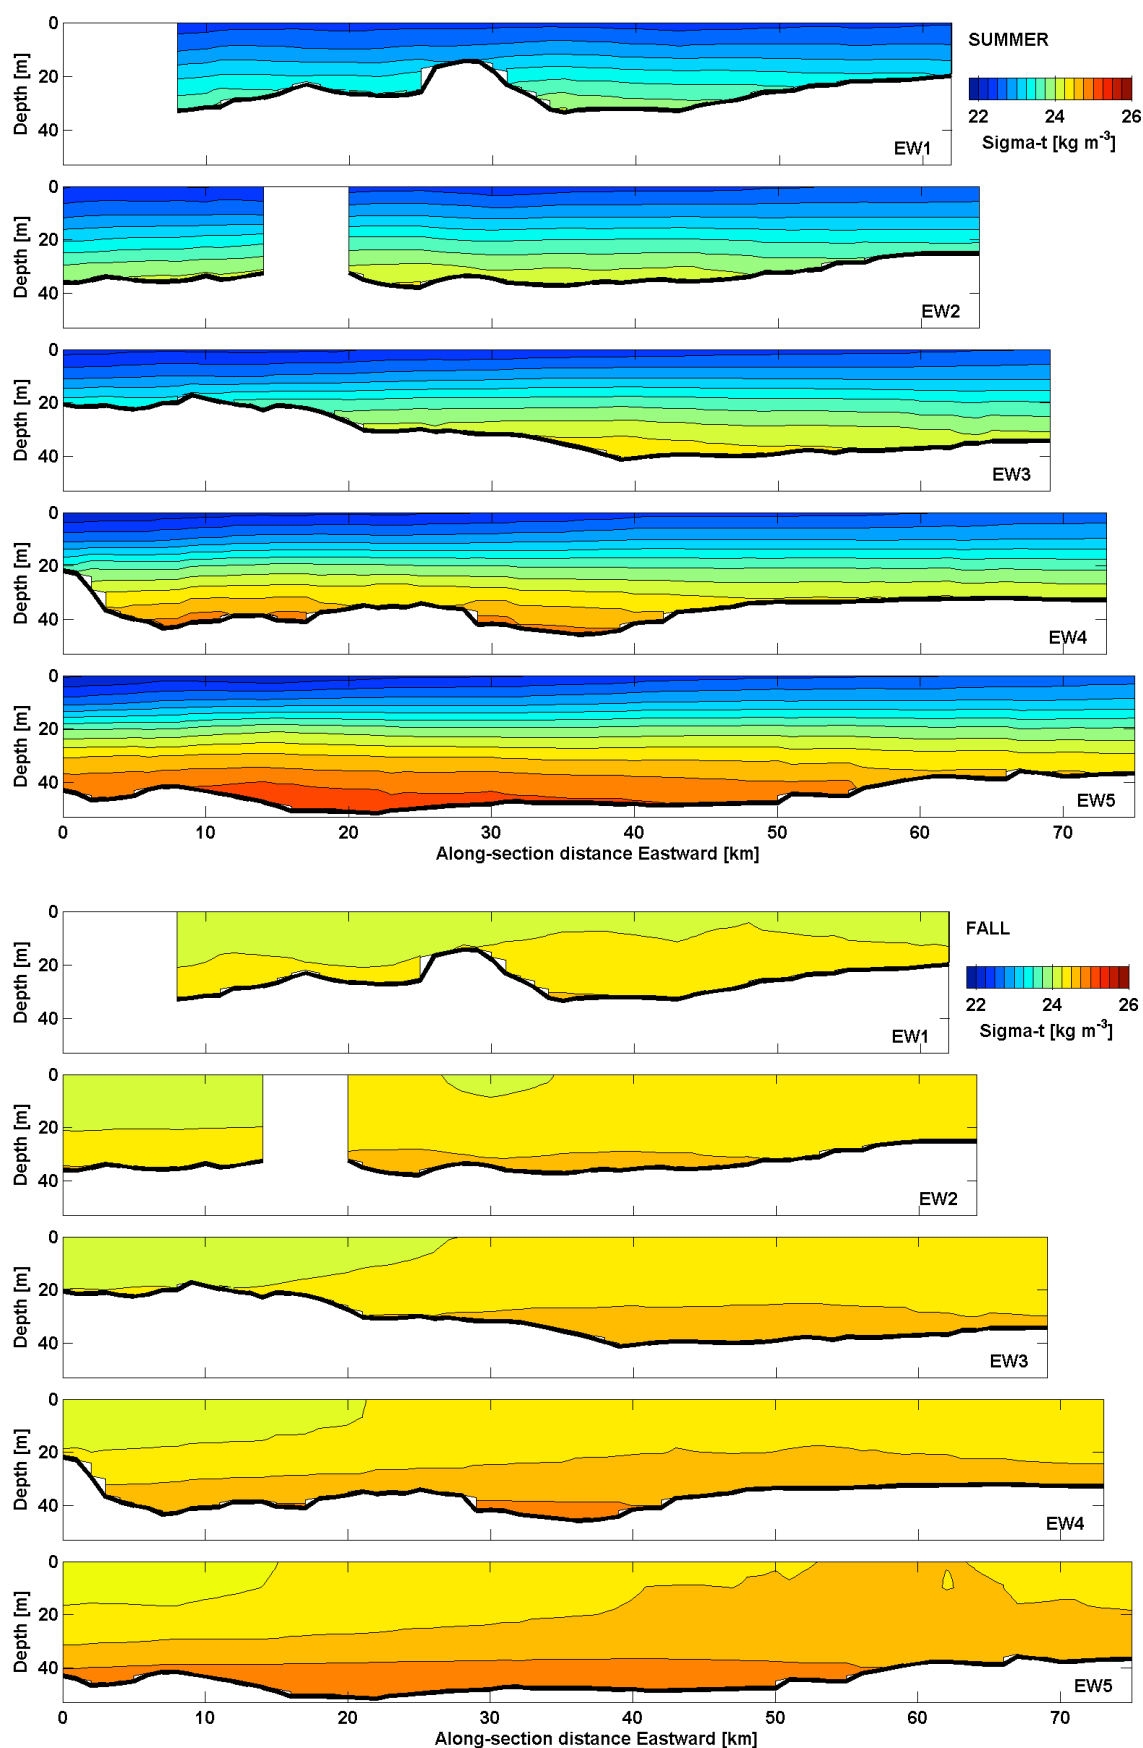 0
20
40
Depth [m]
EW1
SUMMER
22 24 26
Sigma-t [kg m-3]
0
20
40
Depth [m]
EW2
0
20
40
Depth [m]
EW3
0
20
40
Depth [m]
EW4
0
20
40
Depth [m]
EW5
0 10 20 30 40 50 60 70
Along-section distance Eastward [km]
0
20
40
Depth [m]
EW1
FALL
22 24 26
Sigma-t [kg m-3]
0
20
40
Depth [m]
EW2
0
20
40
Depth [m]
EW3
0
20
40
Depth [m]
EW4
0
20
40
Depth [m]
EW5
0 10 20 30 40 50 60 70
Along-section distance Eastward [km]